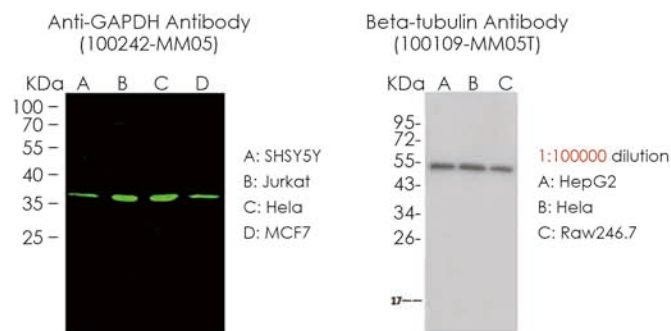 Anti-GAPDH Antibody
(100242-MM05)
KDa A B C D
100
70
55
40
35
25
A: SHSY5Y
B: Jurkat
C: Hela
D: MCF7
Beta-tubulin Antibody
(100109-MM05T)
KDa A B C
95-
72-
55-
43-
34-
26-
17
1:100000 dilution
A: HepG2
B: Hela
C: Raw246.7